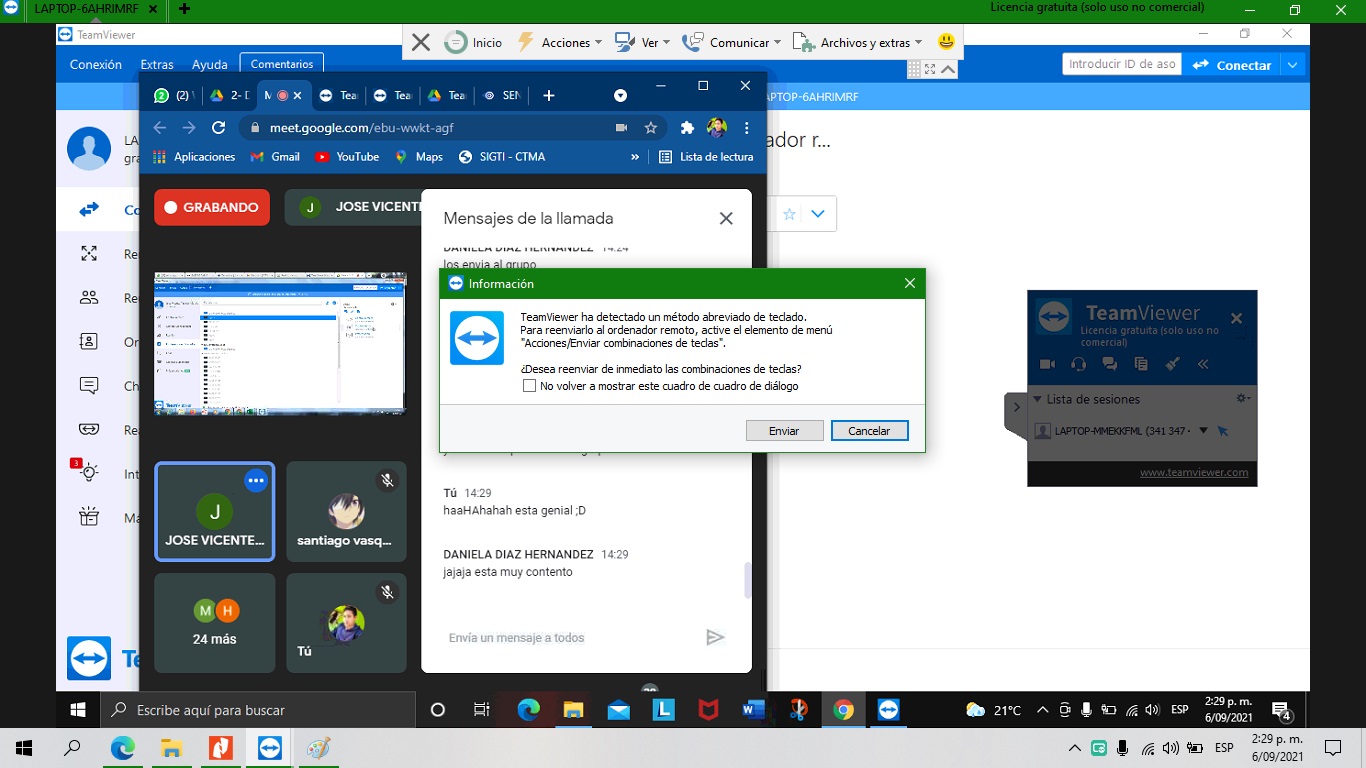 LAPTOP-6AHRIMRF
Licencia gratuita (solo uso no comercial)
TeamViewer
Inicio
Acciones
Ver
Comunicar
Archivos y extras
Conexión
Extras
Ayuda
Comentarios
Introducir ID de aso
Conectar
(2)
2- D
M
Tea
Tea
Tea
SEN
APTOP-6AHRIMRF
LA
gra
meet.google.com/ebu-wwkt-agf
Aplicaciones
Gmail
YouTube
Maps
SIGTI - CTMA
»
Lista de lectura
ador r...
GRABANDO
J
JOSE VICENTE
Mensajes de la llamada
Co
DANIELA DIAZ HERNANDEZ 14:24
los envia al grupo
Re
Re
Or
Ch
Re
3
Int
Má
Información
TeamViewer ha detectado un método abreviado de teclado.
Para reenviarlo al ordenador remoto, active el elemento de menú
"Acciones/Enviar combinaciones de teclas".
¿Desea reenviar de inmediato las combinaciones de teclas?
No volver a mostrar este cuadro de cuadro de diálogo
Enviar
Cancelar
TeamViewer
Licencia gratuita (solo uso no
comercial)
Lista de sesiones
LAPTOP-MMEKKFML (341 347
www.teamviewer.com
J
JOSE VICENTE...
santiago vasq...
M
H
24 más
Tú
Tú 14:29
haaHAhahah esta genial ;D
DANIELA DIAZ HERNANDEZ 14:29
jajaja esta muy contento
Envía un mensaje a todos
Te
Escribe aquí para buscar
21°C
ESP
2:29 p. m.
6/09/2021
4
ESP
2:29 p. m.
6/09/2021